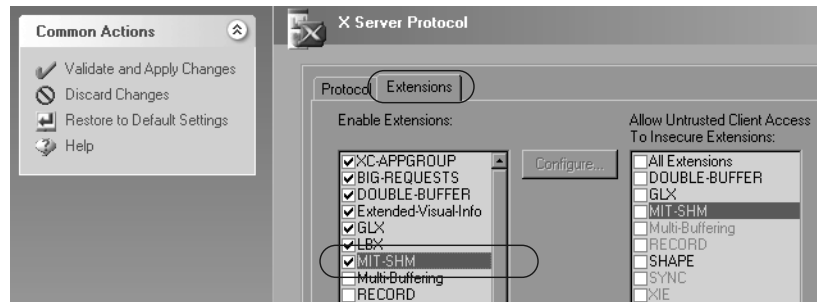 Common Actions
Validate and Apply Changes
Discard Changes
Restore to Default Settings
Help
X Server Protocol
Protocol
Extensions
Enable Extensions:
XC-APPGROUP
BIG-REQUESTS
DOUBLE-BUFFER
Extended-Visual-Info
GLX
LBX
MIT-SHM
Multi-Buffering
RECORD
Configure...
Allow Untrusted Client Access
To Insecure Extensions:
All Extensions
DOUBLE-BUFFER
GLX
MIT-SHM
Multi-Buffering
RECORD
SHAPE
SYNC
XIE